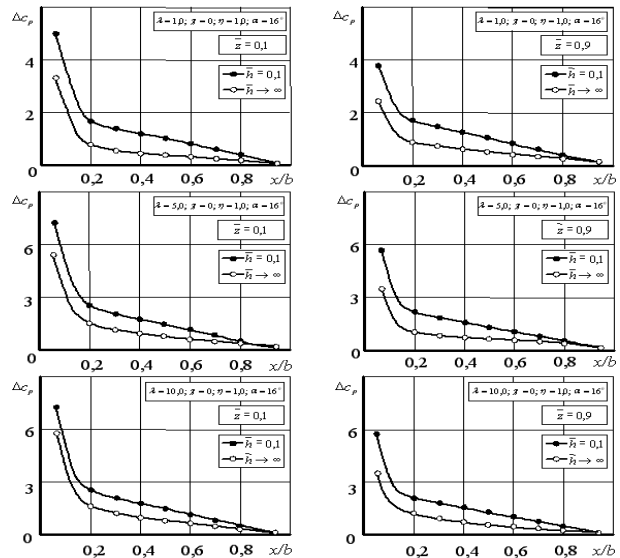 Δcₚ
λ=1,0; χ=0; η=1,0; α=16°
z̄ = 0,1
h̄ = 0,1
h̄ → ∞
4
2
0
0,2 0,4 0,6 0,8 x/b
Δcₚ
λ=1,0; χ=0; η=1,0; α=16°
z̄ = 0,9
h̄ = 0,1
h̄ → ∞
4
2
0
0,2 0,4 0,6 0,8 x/b
Δcₚ
λ=5,0; χ=0; η=1,0; α=16°
z̄ = 0,1
h̄ = 0,1
h̄ → ∞
6
3
0
0,2 0,4 0,6 0,8 x/b
Δcₚ
λ=5,0; χ=0; η=1,0; α=16°
z̄ = 0,9
h̄ = 0,1
h̄ → ∞
6
3
0
0,2 0,4 0,6 0,8 x/b
Δcₚ
λ=10,0; χ=0; η=1,0; α=16°
z̄ = 0,1
h̄ = 0,1
h̄ → ∞
6
3
0
0,2 0,4 0,6 0,8 x/b
Δcₚ
λ=10,0; χ=0; η=1,0; α=16°
z̄ = 0,9
h̄ = 0,1
h̄ → ∞
6
3
0
0,2 0,4 0,6 0,8 x/b